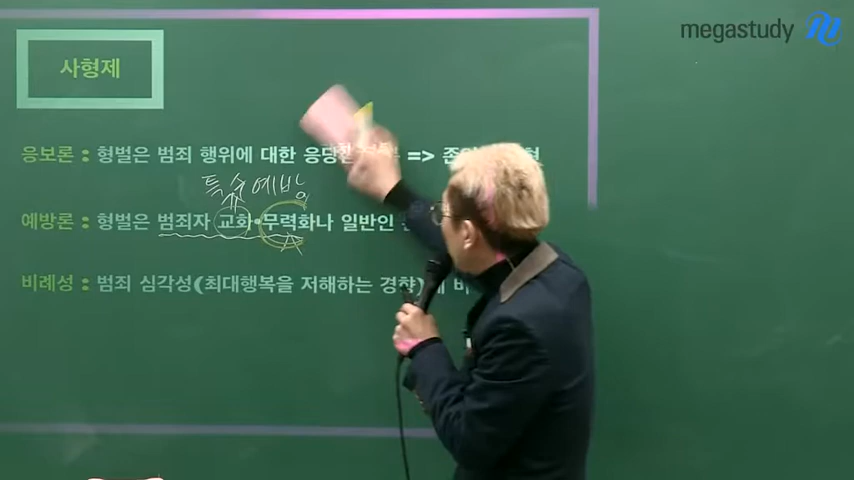 megastudy
사형제
응보론 : 형벌은 범죄 행위에 대한 =>
특수예방
예방론 : 형벌은 범죄자 교화•무력화나 일반인
비례성 : 범죄 심각성(최대행복을 저해하는 경향)에